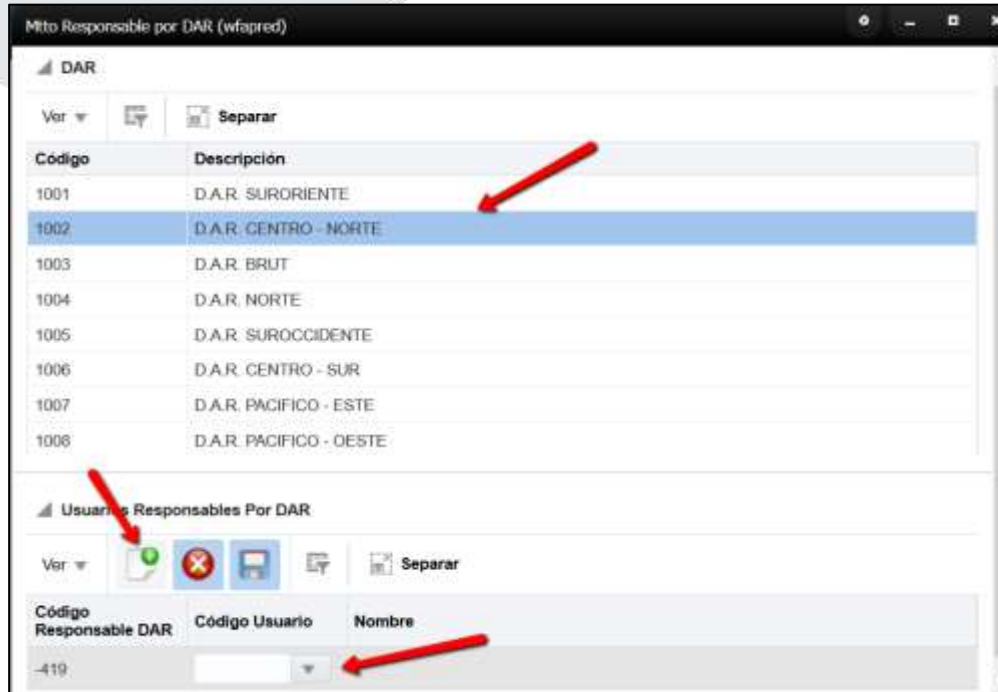 Mtto Responsable por DAR (wfapred)
DAR
Ver Separar
Código Descripción
1001 D.A.R. SURORIENTE
1002 D.A.R. CENTRO - NORTE
1003 D.A.R. BRUT
1004 D.A.R. NORTE
1005 D.A.R. SUROCCIDENTE
1006 D.A.R. CENTRO - SUR
1007 D.A.R. PACIFICO - ESTE
1008 D.A.R. PACIFICO - OESTE
Usuarios Responsables Por DAR
Ver Separar
Código Responsable DAR Código Usuario Nombre
-419